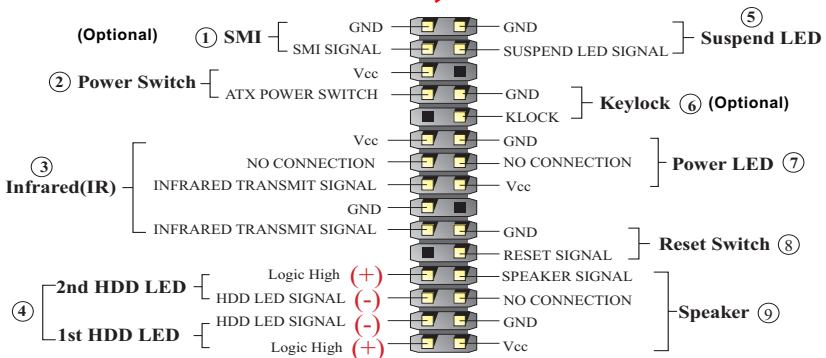 GND GND
(Optional) 1 SMI 5
SMI SIGNAL SUSPEND LED SIGNAL Suspend LED
Vcc
2 Power Switch
ATX POWER SWITCH GND
Keylock 6 (Optional)
KLOCK
Vcc GND
3 NO CONNECTION NO CONNECTION Power LED 7
Infrared(IR) INFRARED TRANSMIT SIGNAL Vcc
GND
INFRARED TRANSMIT SIGNAL GND
Reset Switch 8
RESET SIGNAL
Logic High (+) SPEAKER SIGNAL
2nd HDD LED
HDD LED SIGNAL (-) NO CONNECTION
4 Speaker 9
HDD LED SIGNAL (-) GND
1st HDD LED
Logic High (+) Vcc